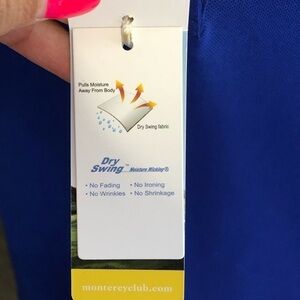 Pulls Moisture
Away From Body
Dry Swing fabric
Dry
Swing™ Moisture Wicking®
• No Fading • No Ironing
• No Wrinkles • No Shrinkage
montereyclub.com